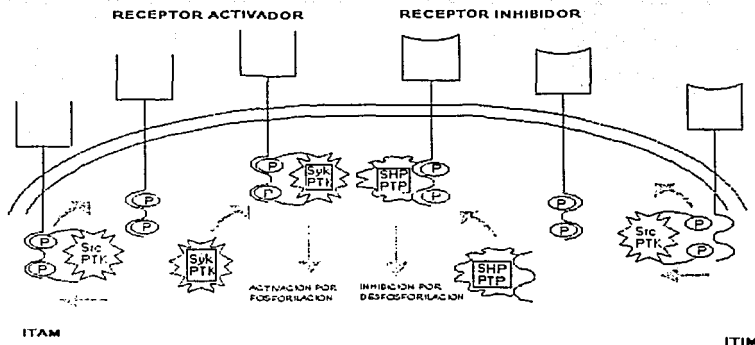 RECEPTOR ACTIVADOR
RECEPTOR INHIBIDOR
P
P
Src
PTK
P
P
Syk
PTK
P
Syk
PTK
SHP
PTP
P
SHP
PTP
P
P
Src
PTK
P
P
ACTIVACION POR
FOSFORILACION
INHIBICION POR
DESFOSFORILACION
ITAM
ITIM